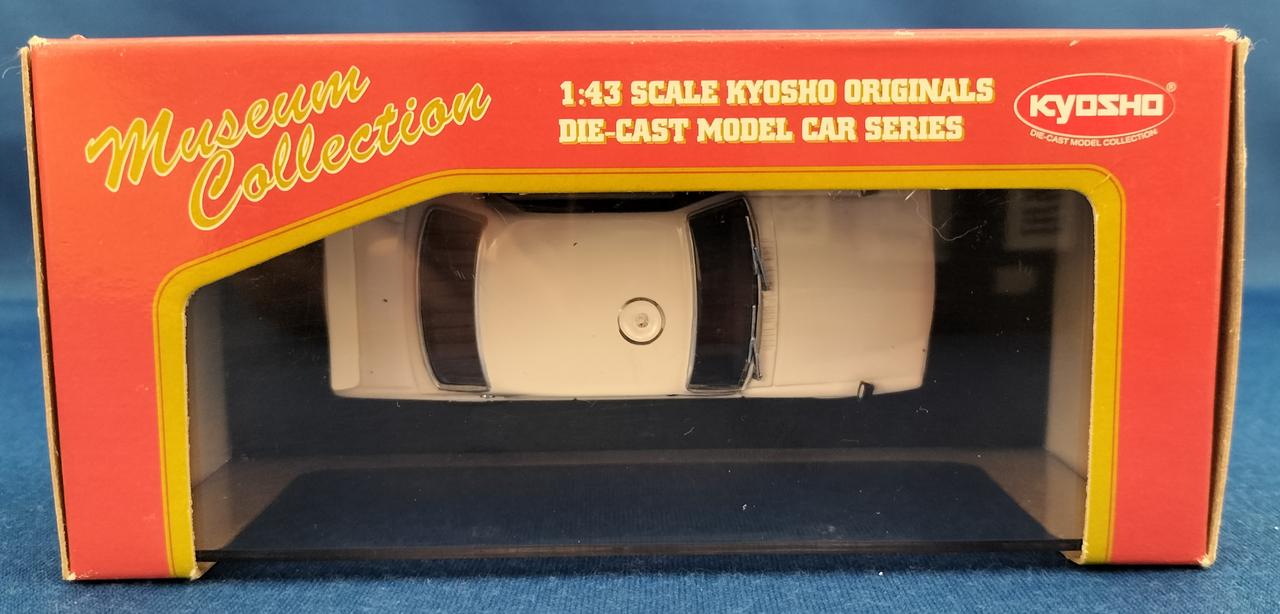 Museum
Collection
1:43 SCALE KYOSHO ORIGINALS
DIE-CAST MODEL CAR SERIES
KYOSHO®
DIE-CAST MODEL COLLECTION